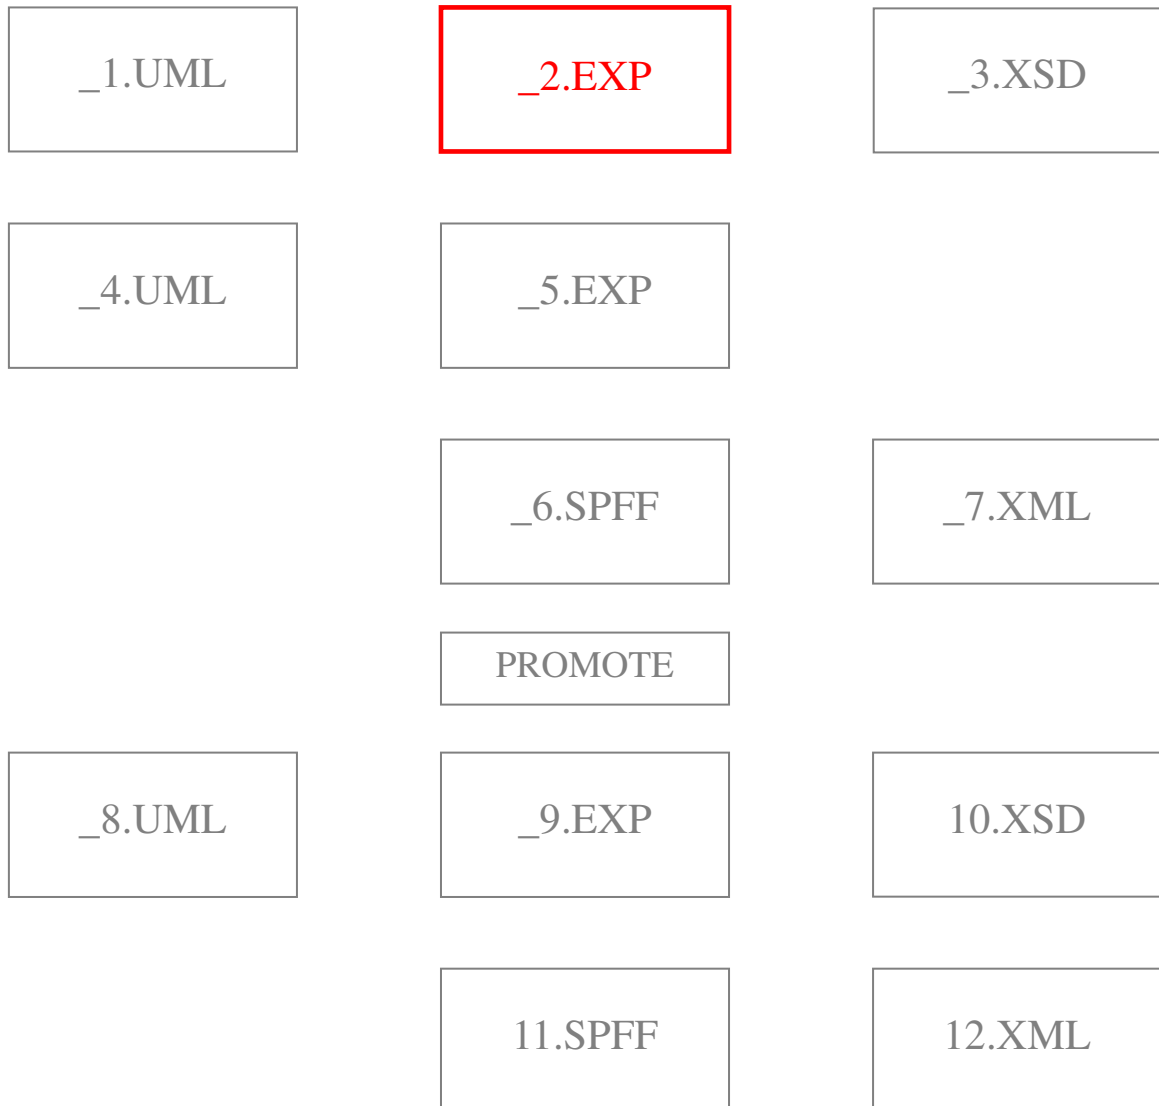 _1.UML
_2.EXP
_3.XSD
_4.UML
_5.EXP
_6.SPFF
_7.XML
PROMOTE
_8.UML
_9.EXP
10.XSD
11.SPFF
12.XML